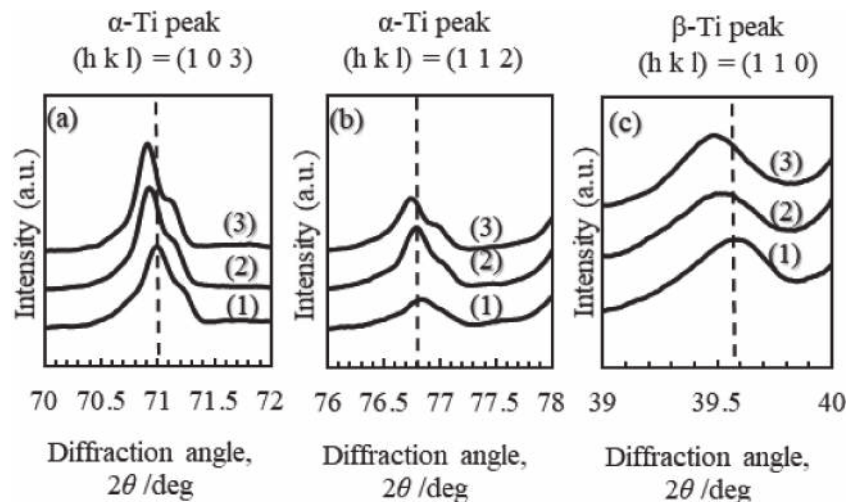 α-Ti peak
(h k l) = (1 0 3)
α-Ti peak
(h k l) = (1 1 2)
β-Ti peak
(h k l) = (1 1 0)
(a)
(3)
(2)
(1)
Intensity (a.u.)
70 70.5 71 71.5 72
Diffraction angle,
2θ /deg
(b)
(3)
(2)
(1)
Intensity (a.u.)
76 76.5 77 77.5 78
Diffraction angle,
2θ /deg
(c)
(3)
(2)
(1)
Intensity (a.u.)
39 39.5 40
Diffraction angle,
2θ /deg